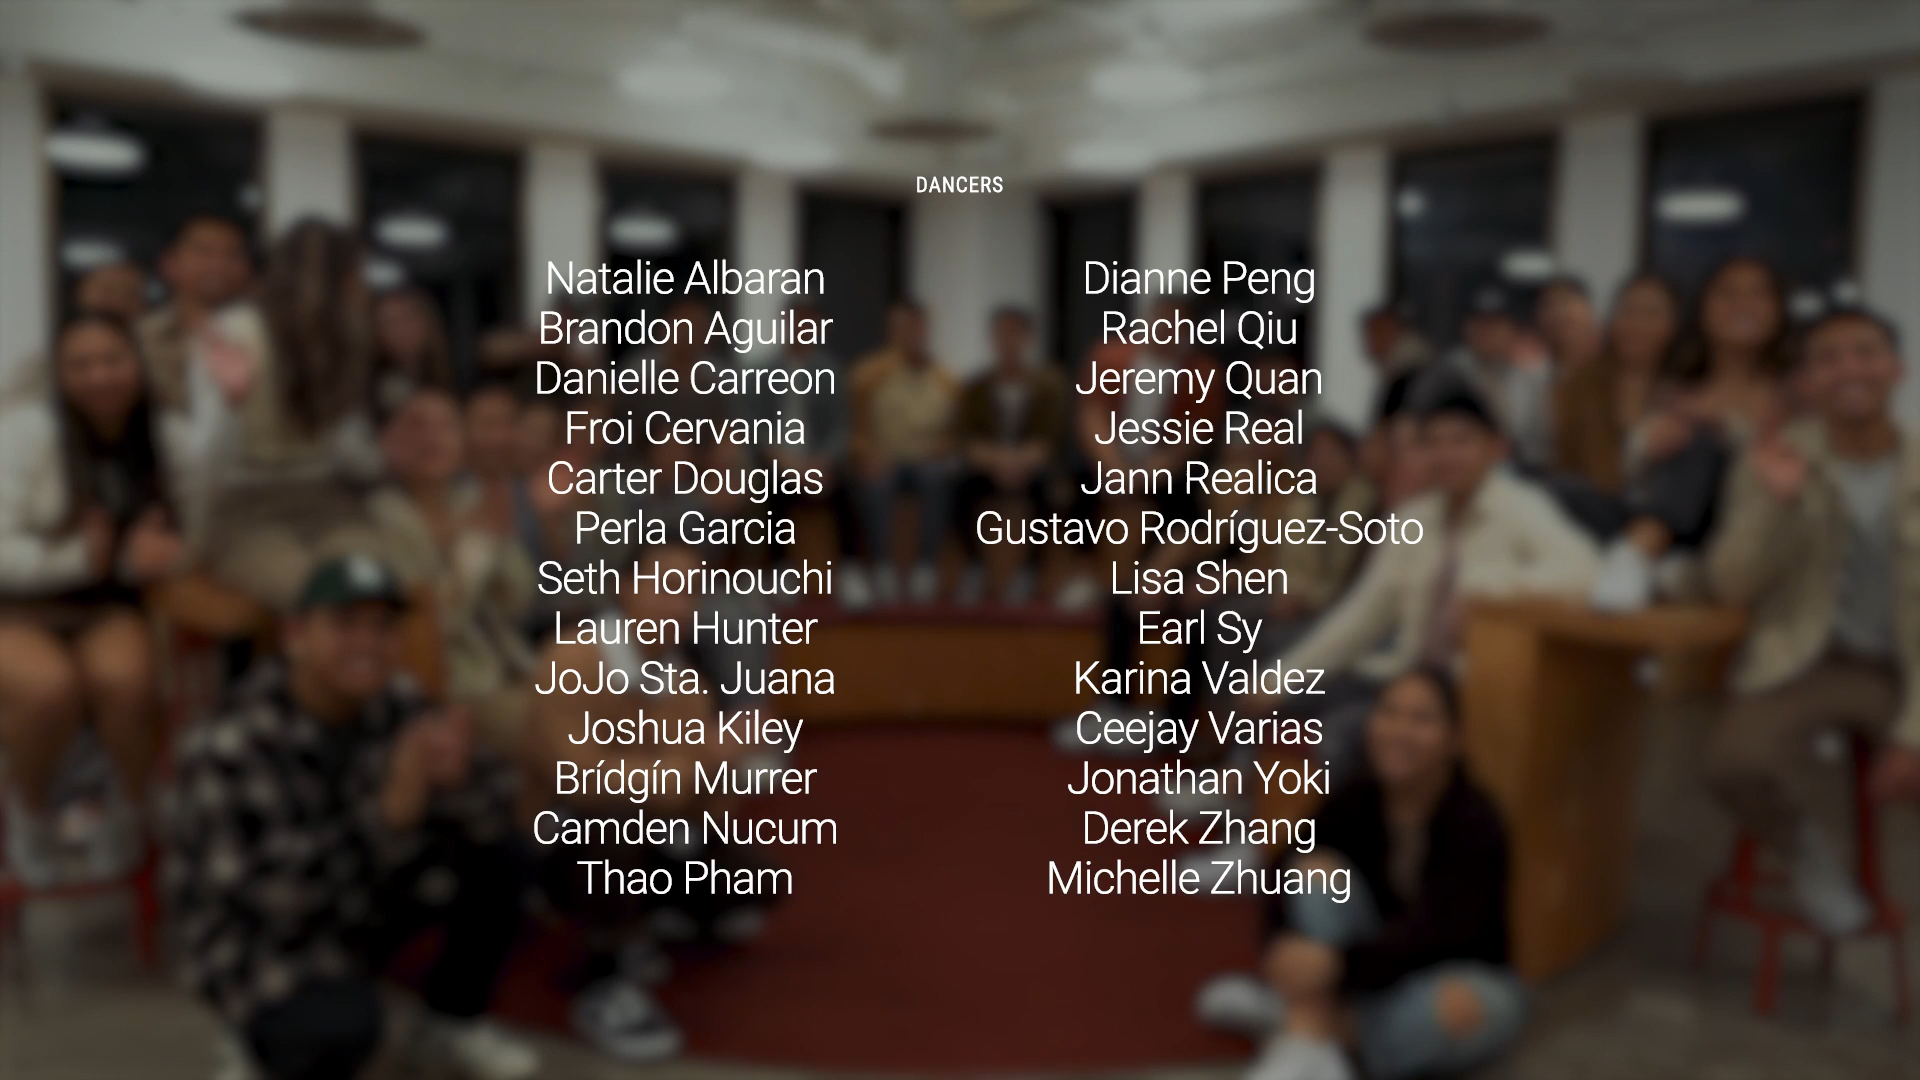 DANCERS
Natalie Albaran
Brandon Aguilar
Danielle Carreon
Froi Cervania
Carter Douglas
Perla Garcia
Seth Horinouchi
Lauren Hunter
JoJo Sta. Juana
Joshua Kiley
Brídgín Murrer
Camden Nucum
Thao Pham
Dianne Peng
Rachel Qiu
Jeremy Quan
Jessie Real
Jann Realica
Gustavo Rodríguez-Soto
Lisa Shen
Earl Sy
Karina Valdez
Ceejay Varias
Jonathan Yoki
Derek Zhang
Michelle Zhuang